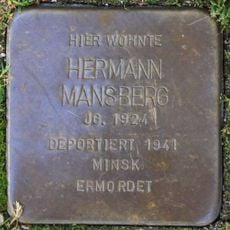 HIER WOHNTE
HERMANN
MANSBERG
JG. 1924
DEPORTIERT 1941
MINSK
ERMORDET